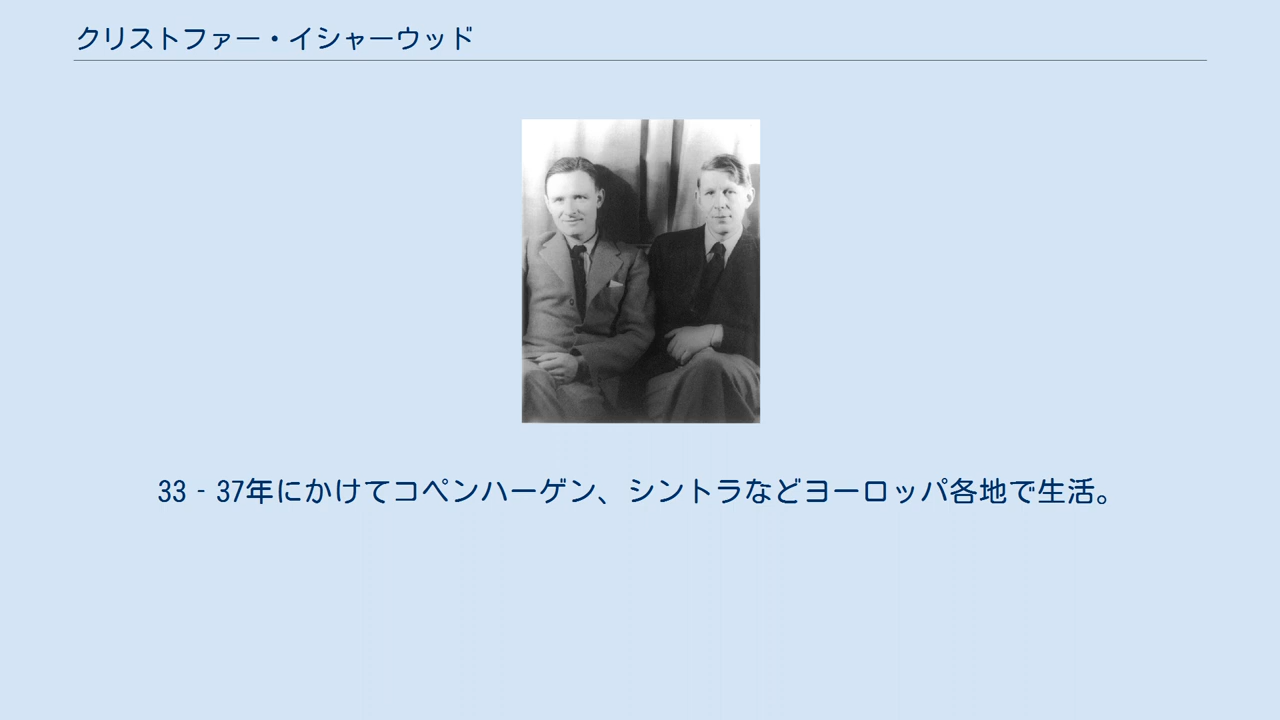 クリストファー・イシャーウッド
33 - 37年にかけてコペンハーゲン、シントラなどヨーロッパ各地で生活。